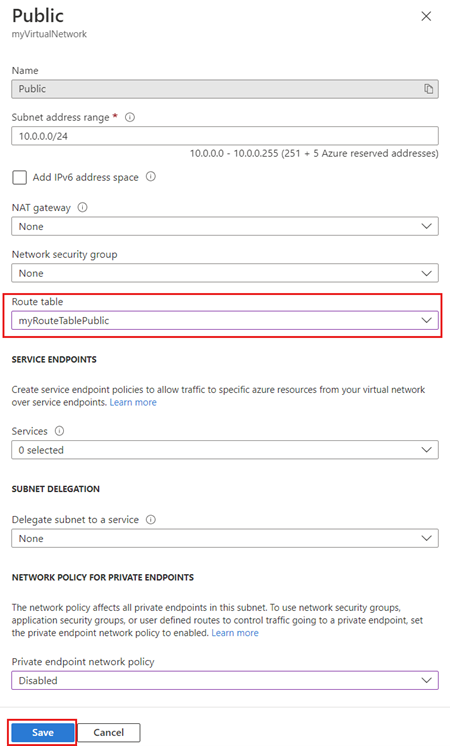 Public
myVirtualNetwork
Name
Public
Subnet address range *
10.0.0.0/24
10.0.0.0 - 10.0.0.255 (251 + 5 Azure reserved addresses)
Add IPv6 address space
NAT gateway
None
Network security group
None
Route table
myRouteTablePublic
SERVICE ENDPOINTS
Create service endpoint policies to allow traffic to specific azure resources from your virtual network
over service endpoints. Learn more
Services
0 selected
SUBNET DELEGATION
Delegate subnet to a service
None
NETWORK POLICY FOR PRIVATE ENDPOINTS
The network policy affects all private endpoints in this subnet. To use network security groups,
application security groups, or user defined routes to control traffic going to a private endpoint, set
the private endpoint network policy to enabled. Learn more
Private endpoint network policy
Disabled
Save Cancel